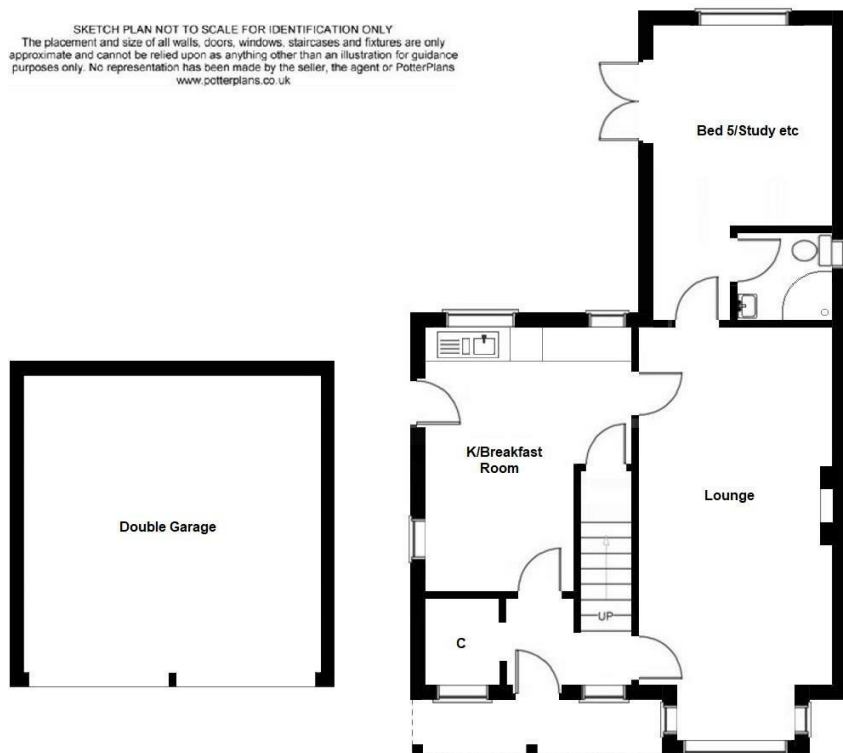 SKETCH PLAN NOT TO SCALE FOR IDENTIFICATION ONLY
The placement and size of all walls, doors, windows, staircases and fixtures are only
approximate and cannot be relied upon as anything other than an illustration for guidance
purposes only. No representation has been made by the seller, the agent or PotterPlans
www.potterplans.co.uk
Bed 5/Study etc
K/Breakfast
Room
Lounge
Double Garage
UP
C